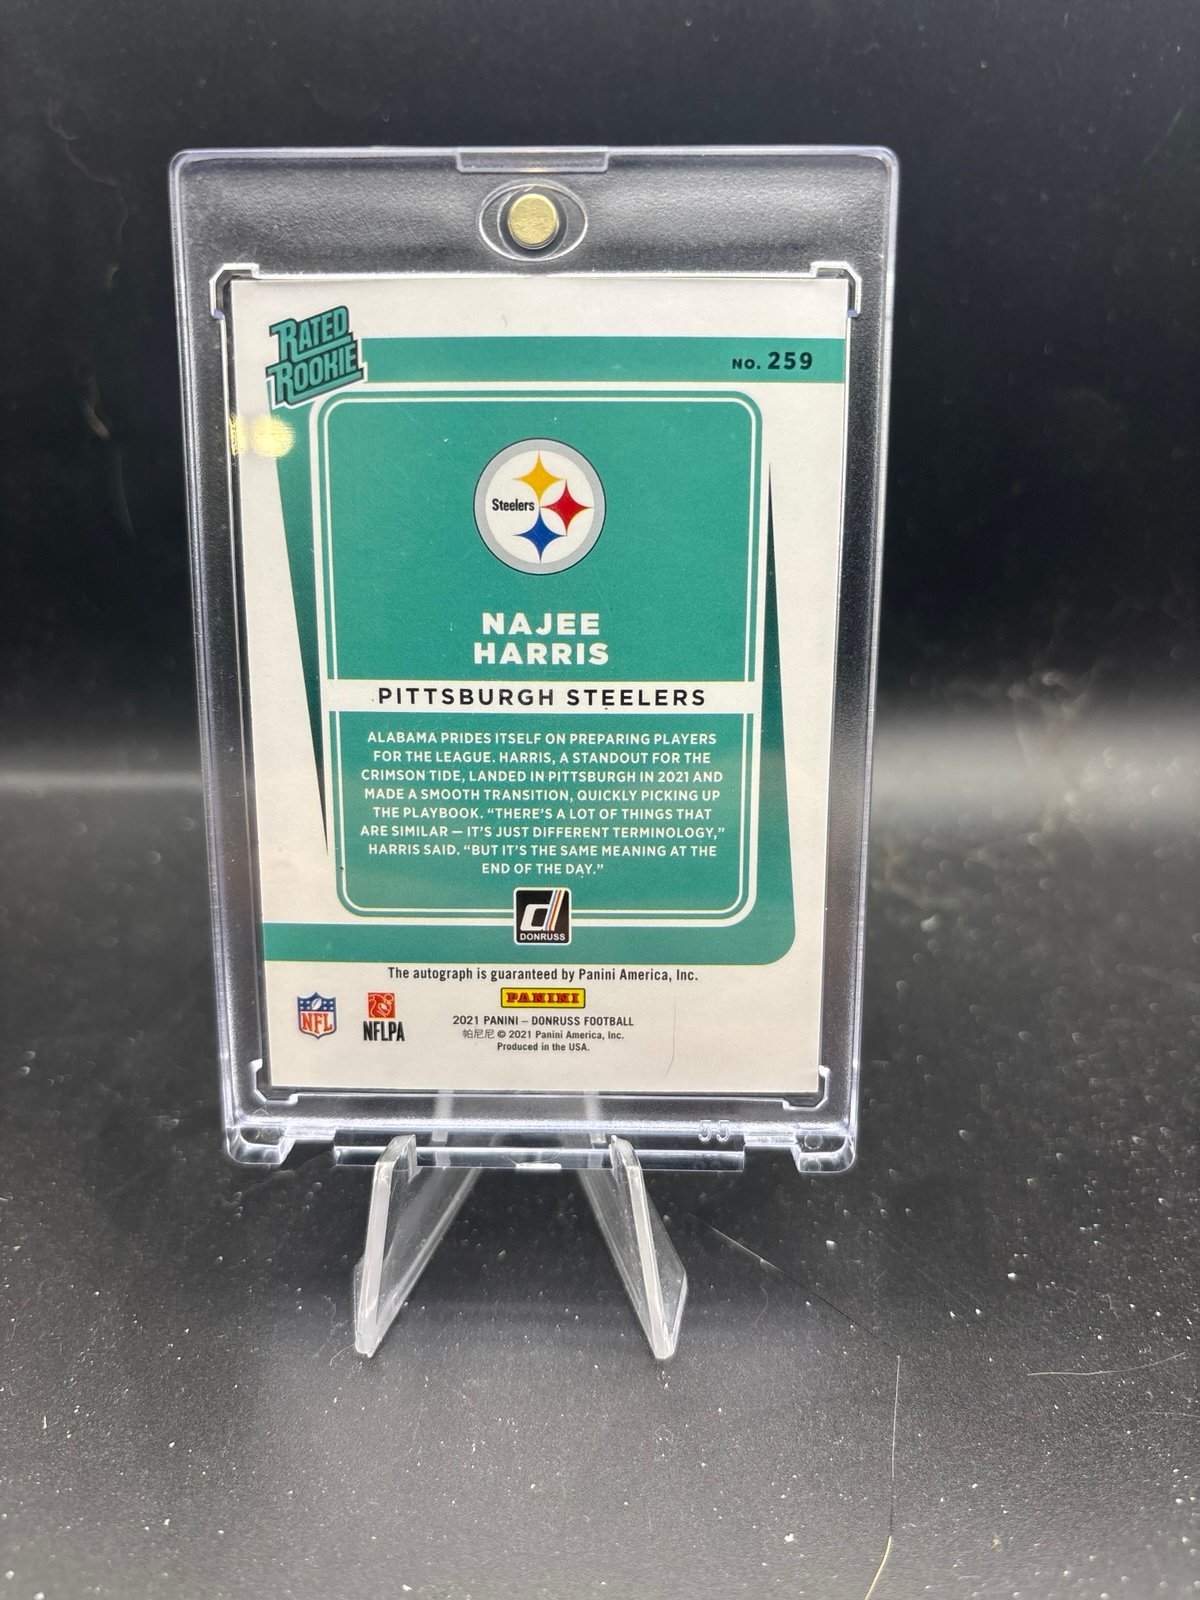 RATED
ROOKIE
NO. 259
Steelers
NAJEE
HARRIS
PITTSBURGH STEELERS
ALABAMA PRIDES ITSELF ON PREPARING PLAYERS
FOR THE LEAGUE. HARRIS, A STANDOUT FOR THE
CRIMSON TIDE, LANDED IN PITTSBURGH IN 2021 AND
MADE A SMOOTH TRANSITION, QUICKLY PICKING UP
THE PLAYBOOK. “THERE’S A LOT OF THINGS THAT
ARE SIMILAR — IT’S JUST DIFFERENT TERMINOLOGY,”
HARRIS SAID. “BUT IT’S THE SAME MEANING AT THE
END OF THE DAY.”
d
DONRUSS
The autograph is guaranteed by Panini America, Inc.
PANINI
NFL
NFLPA
2021 PANINI – DONRUSS FOOTBALL
帕尼尼 © 2021 Panini America, Inc.
Produced in the USA.